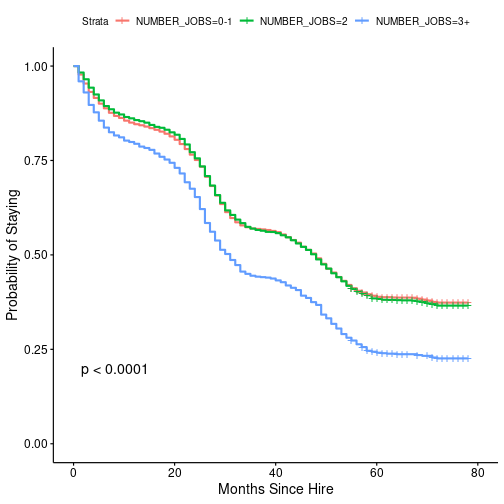 Strata NUMBER_JOBS=0-1 NUMBER_JOBS=2 NUMBER_JOBS=3+
Probability of Staying
1.00
0.75
0.50
0.25
0.00
p < 0.0001
0 20 40 60 80
Months Since Hire